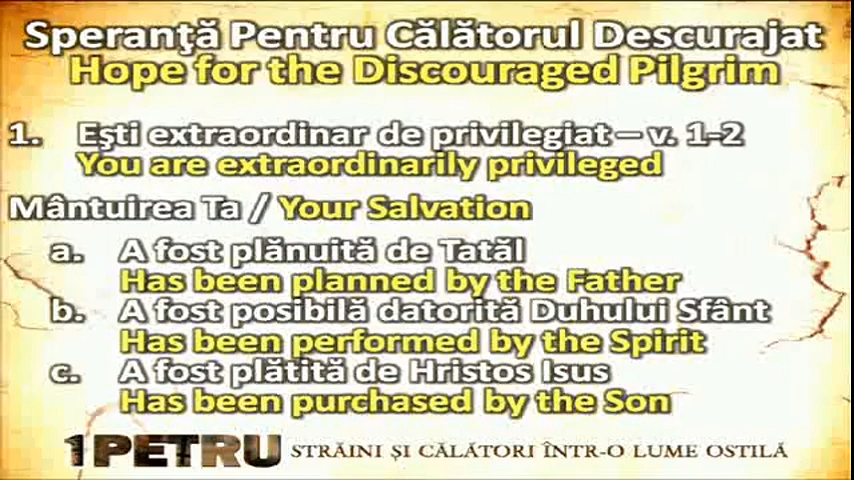 Speranţă Pentru Călătorul Descurajat
Hope for the Discouraged Pilgrim
1. Eşti extraordinar de privilegiat – v. 1-2
You are extraordinarily privileged
Mântuirea Ta / Your Salvation
a. A fost plănuită de Tatăl
Has been planned by the Father
b. A fost posibilă datorită Duhului Sfânt
Has been performed by the Spirit
c. A fost plătită de Hristos Isus
Has been purchased by the Son
1PETRU STRĂINI ȘI CĂLĂTORI ÎNTR-O LUME OSTILĂ